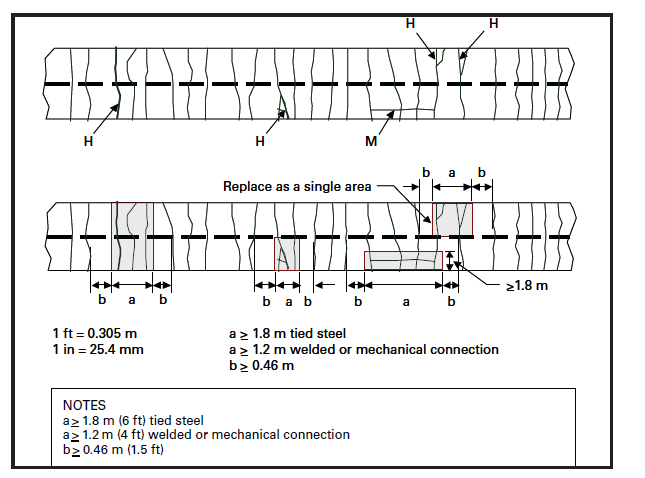 H H
H H M
b a b
Replace as a single area
≥1.8 m
b a b b a b b a b
1 ft = 0.305 m
1 in = 25.4 mm
a ≥ 1.8 m tied steel
a ≥ 1.2 m welded or mechanical connection
b ≥ 0.46 m
NOTES
a ≥ 1.8 m (6 ft) tied steel
a ≥ 1.2 m (4 ft) welded or mechanical connection
b ≥ 0.46 m (1.5 ft)